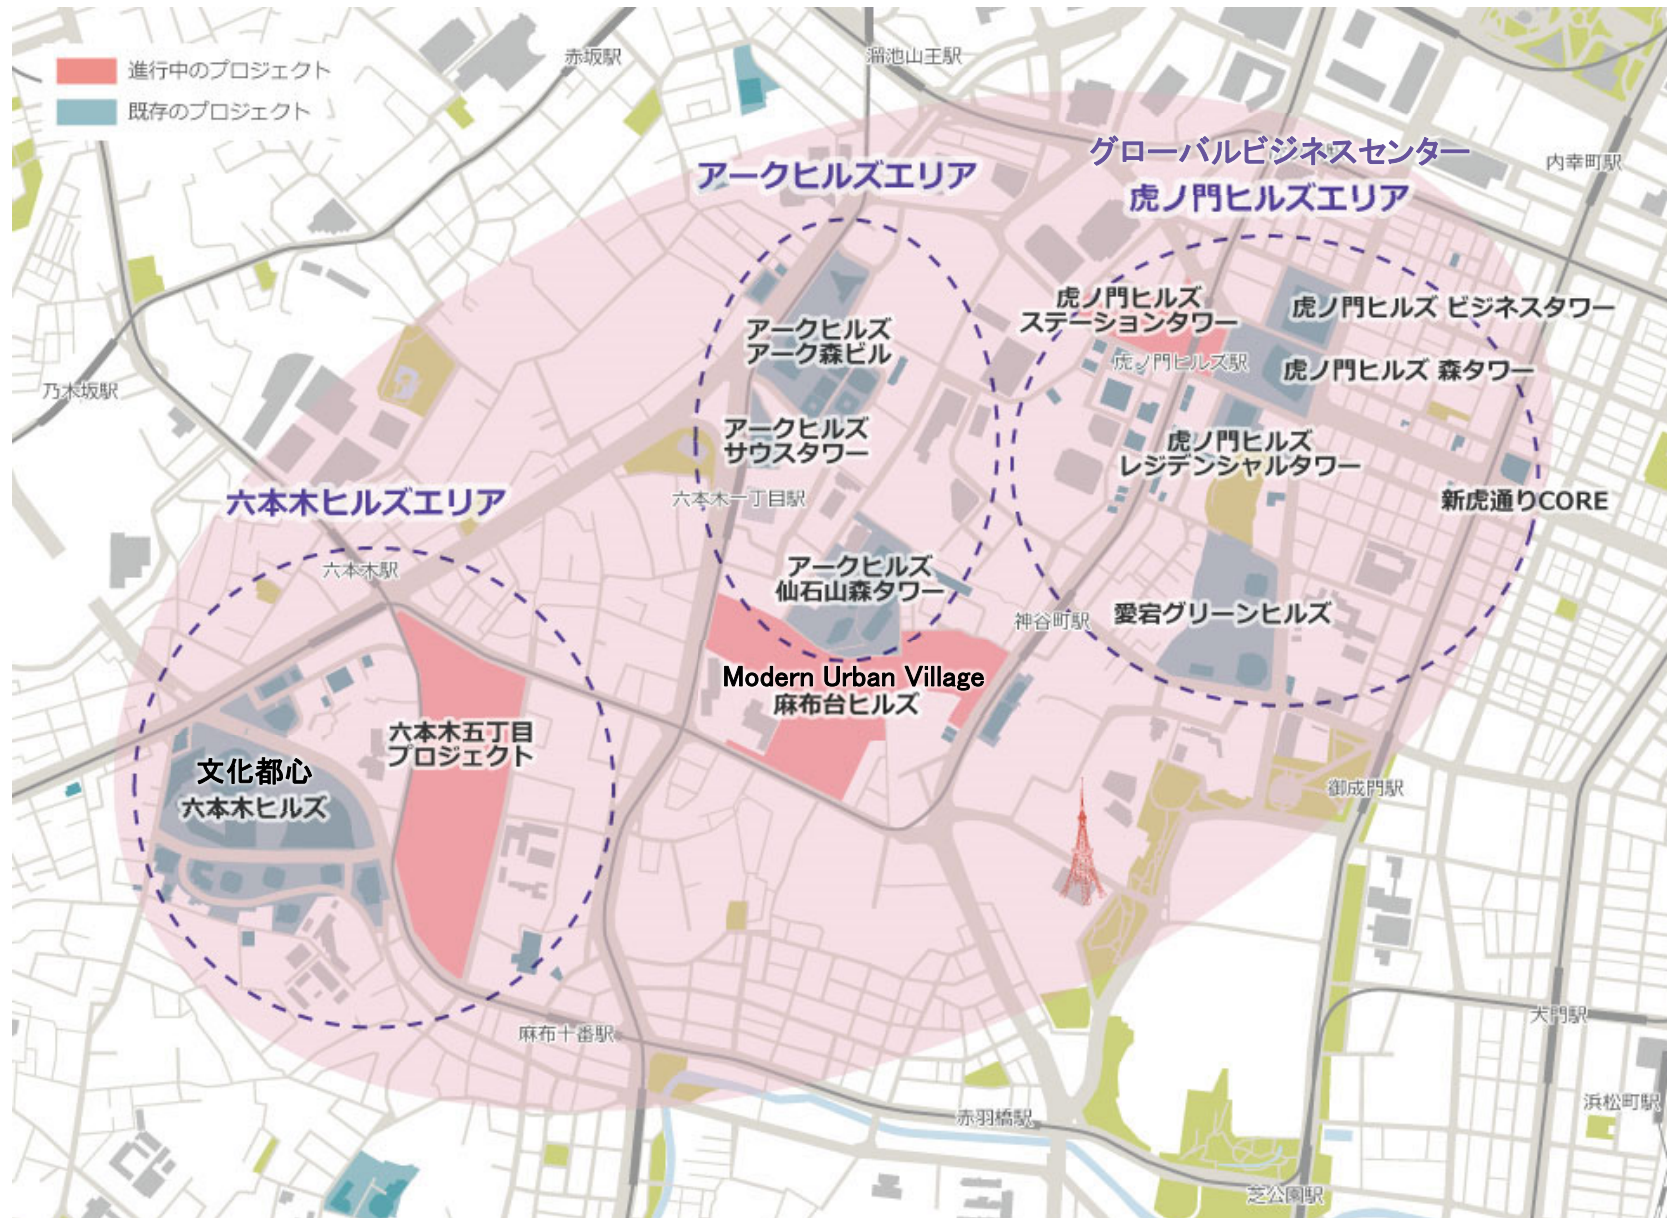 進行中のプロジェクト
既存のプロジェクト
赤坂駅
溜池山王駅
グローバルビジネスセンター
虎ノ門ヒルズエリア
内幸町駅
アークヒルズエリア
虎ノ門ヒルズ
ステーションタワー
虎ノ門ヒルズ ビジネスタワー
アークヒルズ
アーク森ビル
虎ノ門ヒルズ駅
虎ノ門ヒルズ 森タワー
乃木坂駅
アークヒルズ
サウスタワー
虎ノ門ヒルズ
レジデンシャルタワー
六本木ヒルズエリア
六本木一丁目駅
新虎通りCORE
六本木駅
アークヒルズ
仙石山森タワー
神谷町駅
愛宕グリーンヒルズ
Modern Urban Village
麻布台ヒルズ
六本木五丁目
プロジェクト
文化都心
六本木ヒルズ
御成門駅
麻布十番駅
大門駅
赤羽橋駅
浜松町駅
芝公園駅